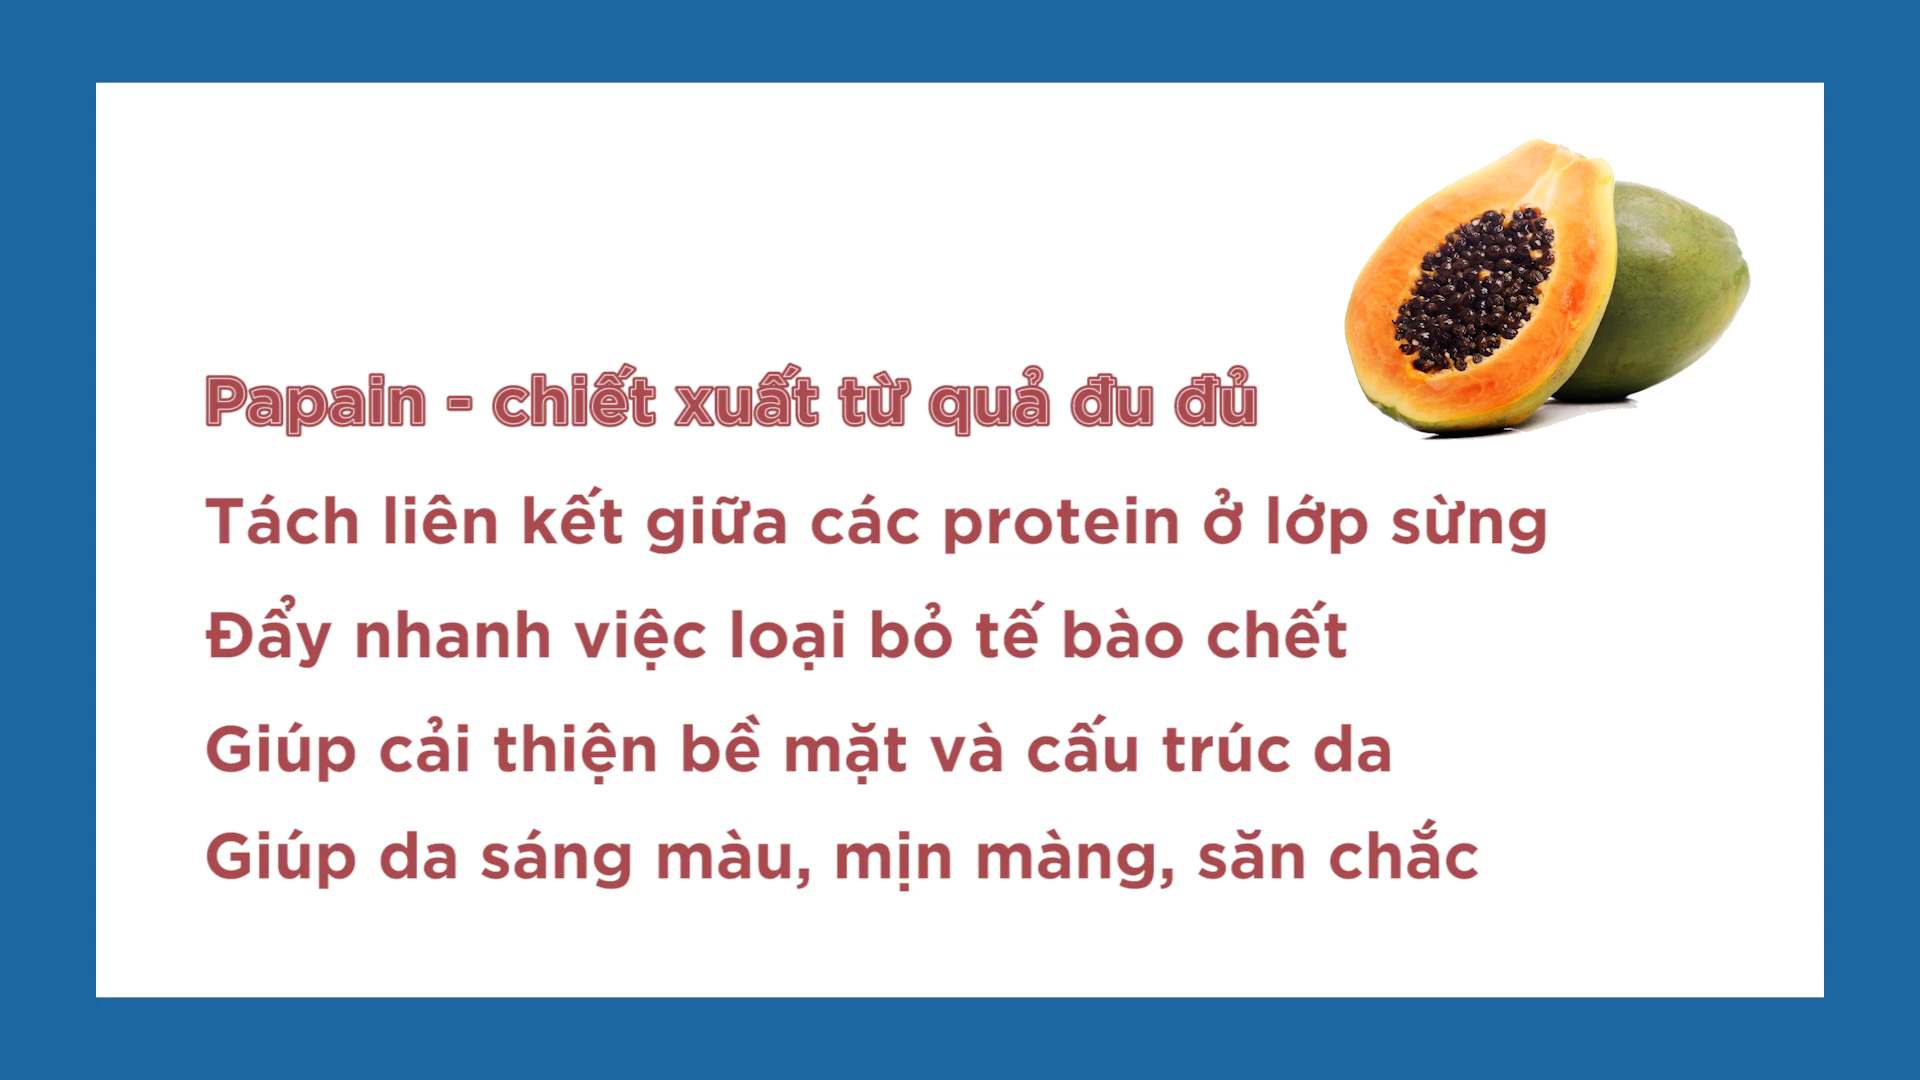 Papain - chiết xuất từ quả đu đủ
Tách liên kết giữa các protein ở lớp sừng
Đẩy nhanh việc loại bỏ tế bào chết
Giúp cải thiện bề mặt và cấu trúc da
Giúp da sáng màu, mịn màng, săn chắc